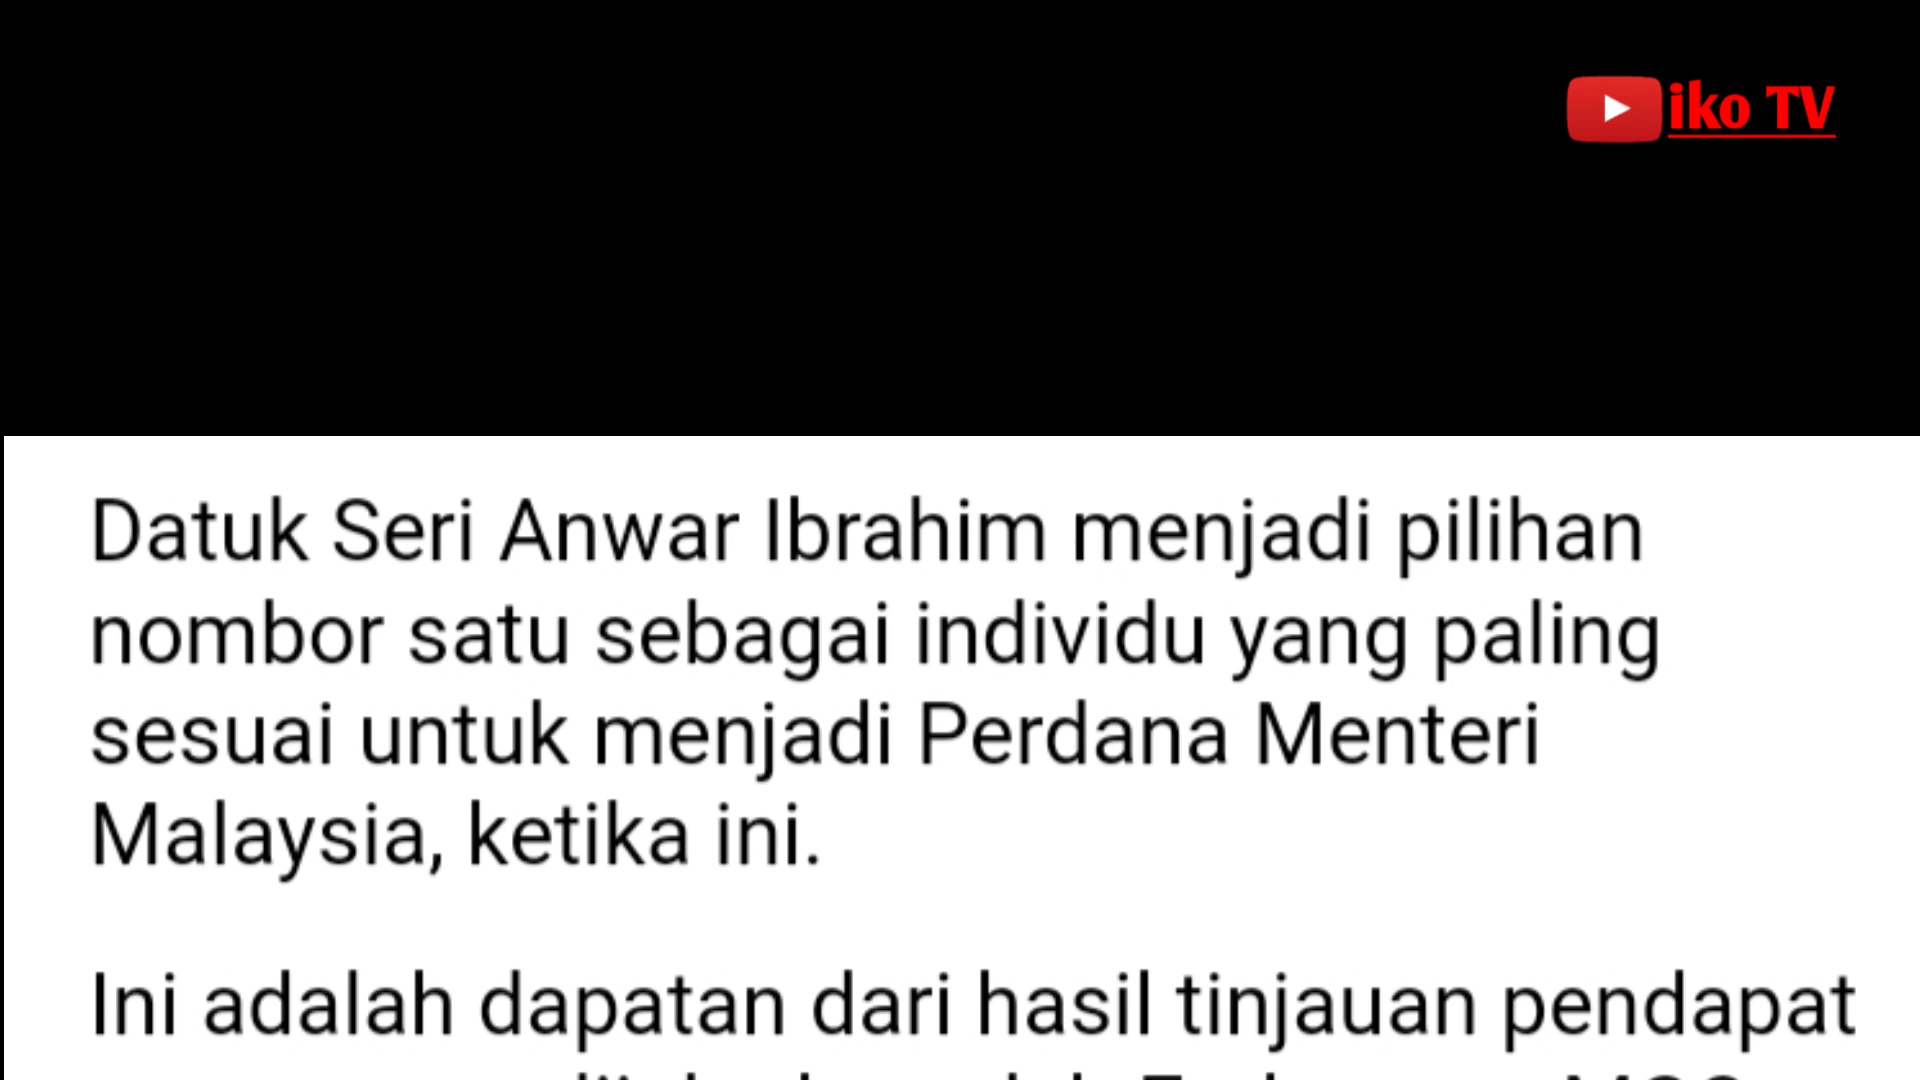 iko TV
Datuk Seri Anwar Ibrahim menjadi pilihan
nombor satu sebagai individu yang paling
sesuai untuk menjadi Perdana Menteri
Malaysia, ketika ini.
Ini adalah dapatan dari hasil tinjauan pendapat